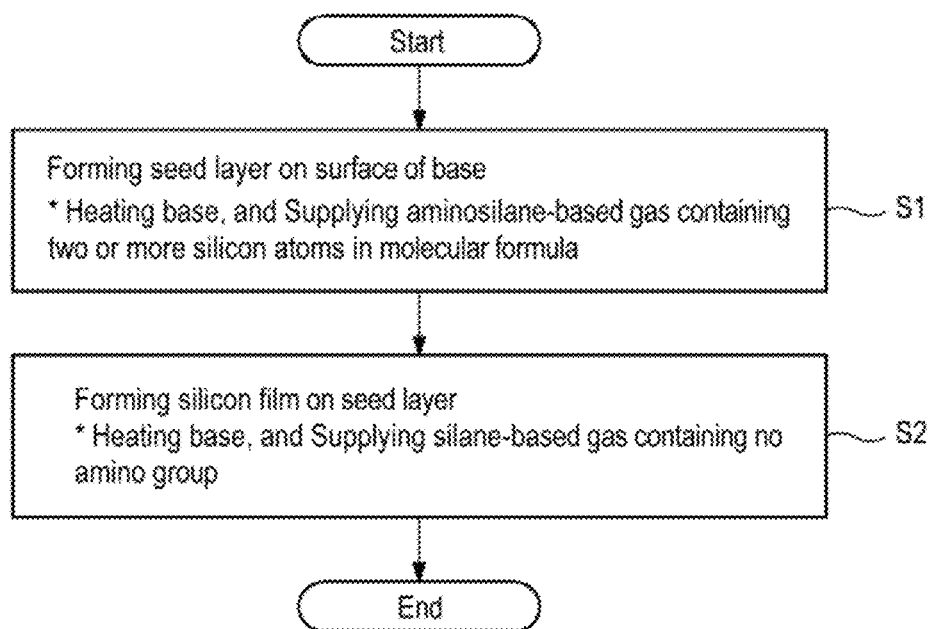 Start
Forming seed layer on surface of base
* Heating base, and Supplying aminosilane-based gas containing
two or more silicon atoms in molecular formula
S1
Forming silicon film on seed layer
* Heating base, and Supplying silane-based gas containing no
amino group
S2
End